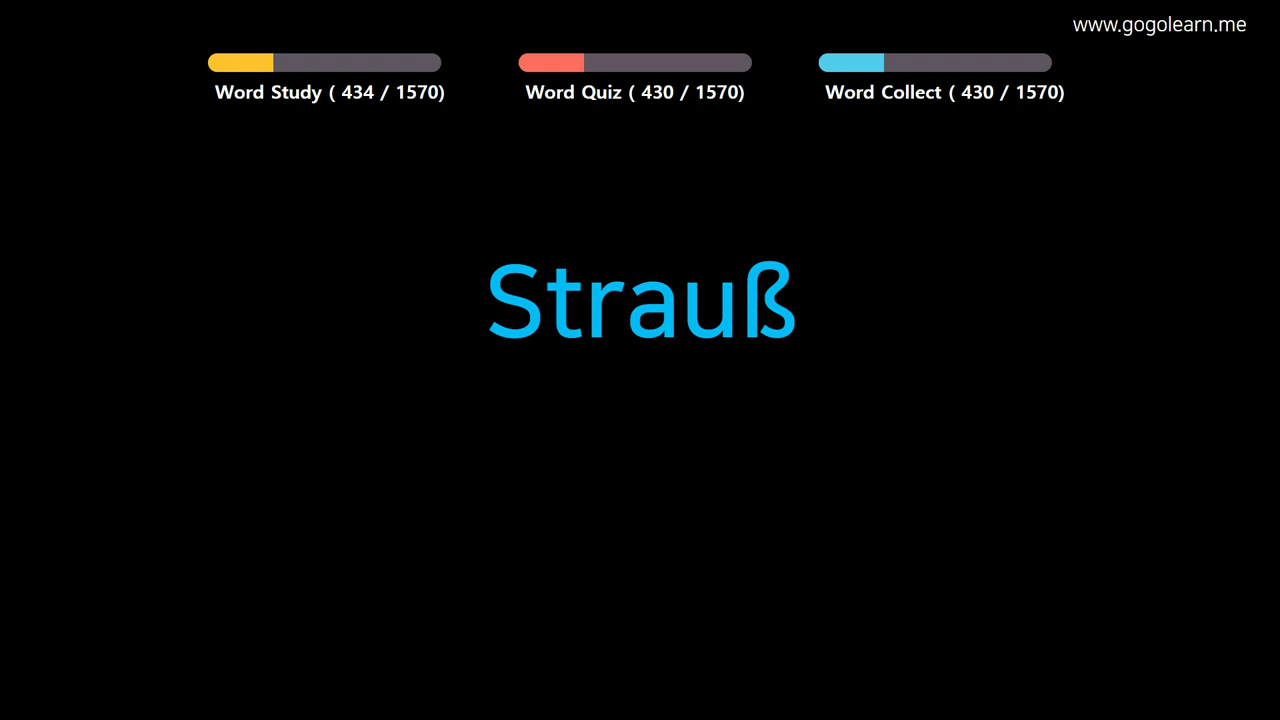 www.gogolearn.me
Word Study ( 434 / 1570)
Word Quiz ( 430 / 1570)
Word Collect ( 430 / 1570)
Strauß